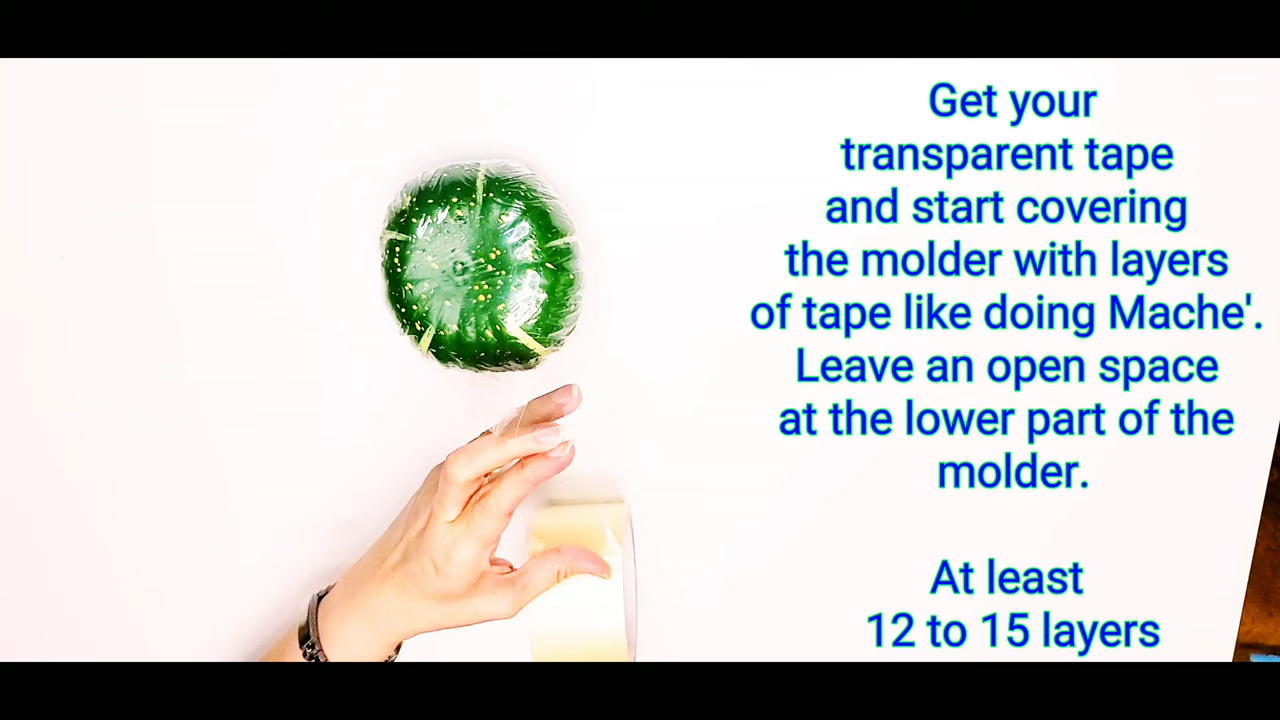 Get your
transparent tape
and start covering
the molder with layers
of tape like doing Mache'.
Leave an open space
at the lower part of the
molder.
At least
12 to 15 layers